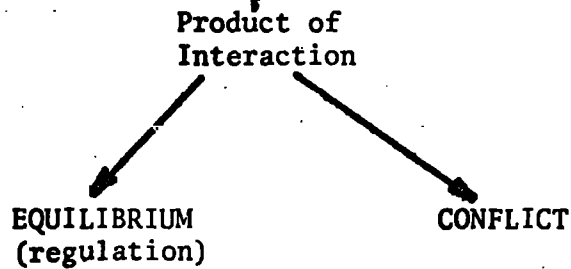 Product of
Interaction
EQUILIBRIUM
(regulation)
CONFLICT